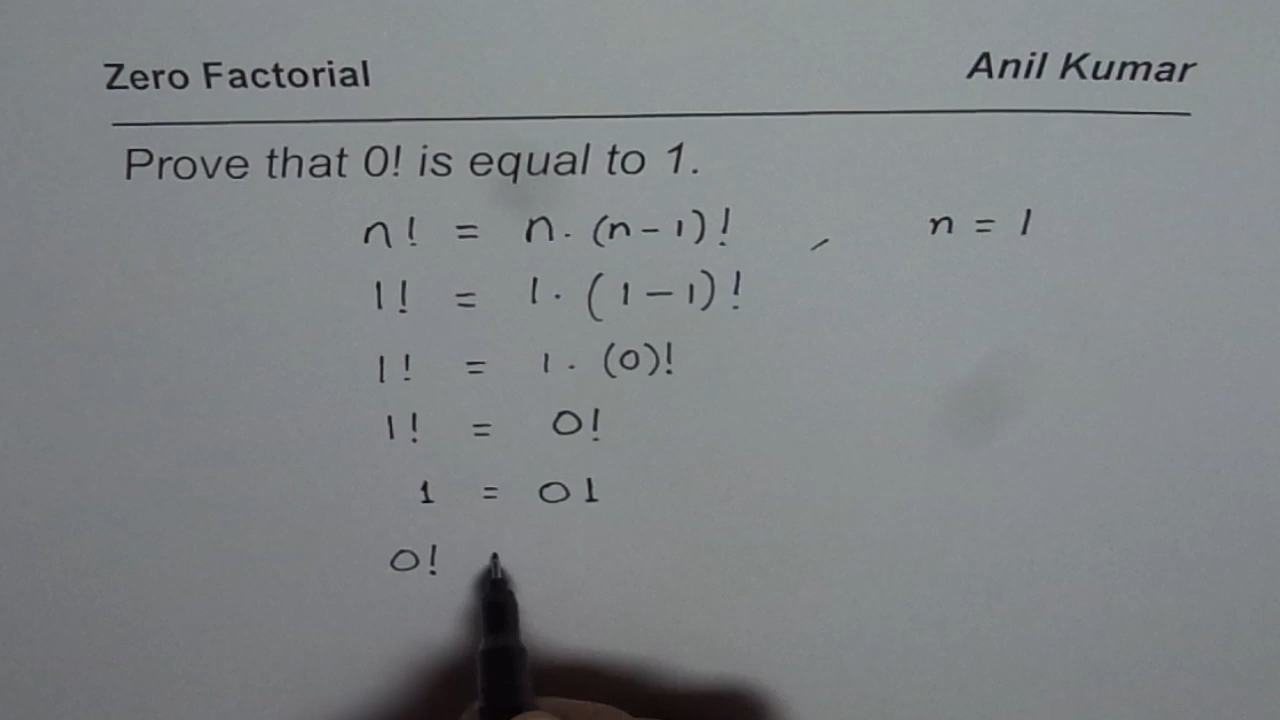 Zero Factorial Anil Kumar
Prove that 0! is equal to 1.
n! = n. (n-1)! , n = 1
1! = 1. (1-1)!
1! = 1. (0)!
1! = 0!
1 = 01
0!